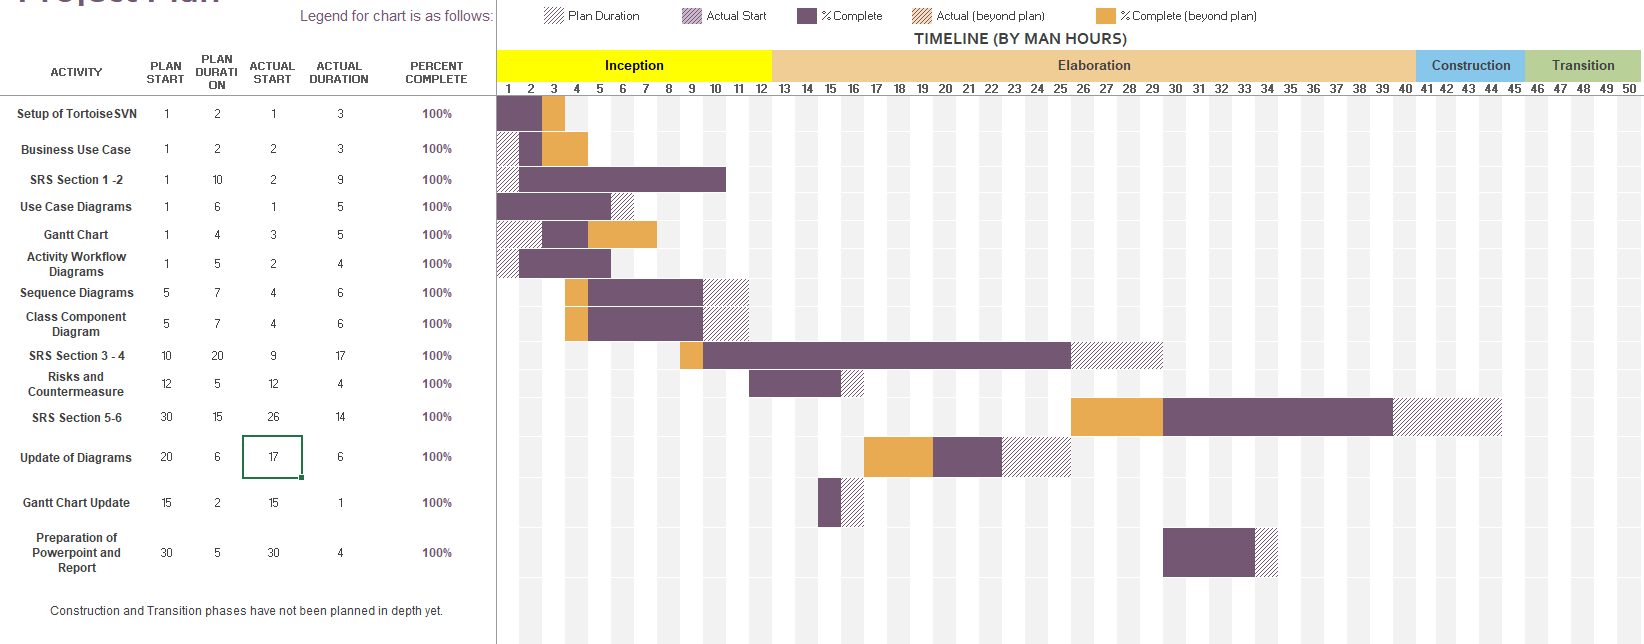 Project Plan
Legend for chart is as follows:
Plan Duration
Actual Start
% Complete
Actual (beyond plan)
% Complete (beyond plan)
TIMELINE (BY MAN HOURS)
Inception Elaboration Construction Transition
ACTIVITY
PLAN START
PLAN DURATI ON
ACTUAL START
ACTUAL DURATION
PERCENT COMPLETE
1 2 3 4 5 6 7 8 9 10 11 12 13 14 15 16 17 18 19 20 21 22 23 24 25 26 27 28 29 30 31 32 33 34 35 36 37 38 39 40 41 42 43 44 45 46 47 48 49 50
Setup of TortoiseSVN 1 2 1 3 100%
Business Use Case 1 2 2 3 100%
SRS Section 1 -2 1 10 2 9 100%
Use Case Diagrams 1 6 1 5 100%
Gantt Chart 1 4 3 5 100%
Activity Workflow
Diagrams 1 5 2 4 100%
Sequence Diagrams 5 7 4 6 100%
Class Component
Diagram 5 7 4 6 100%
SRS Section 3 - 4 10 20 9 17 100%
Risks and
Countermeasure 12 5 12 4 100%
SRS Section 5-6 30 15 26 14 100%
Update of Diagrams 20 6 17 6 100%
Gantt Chart Update 15 2 15 1 100%
Preparation of
Powerpoint and 30 5 30 4 100%
Report
Construction and Transition phases have not been planned in depth yet.